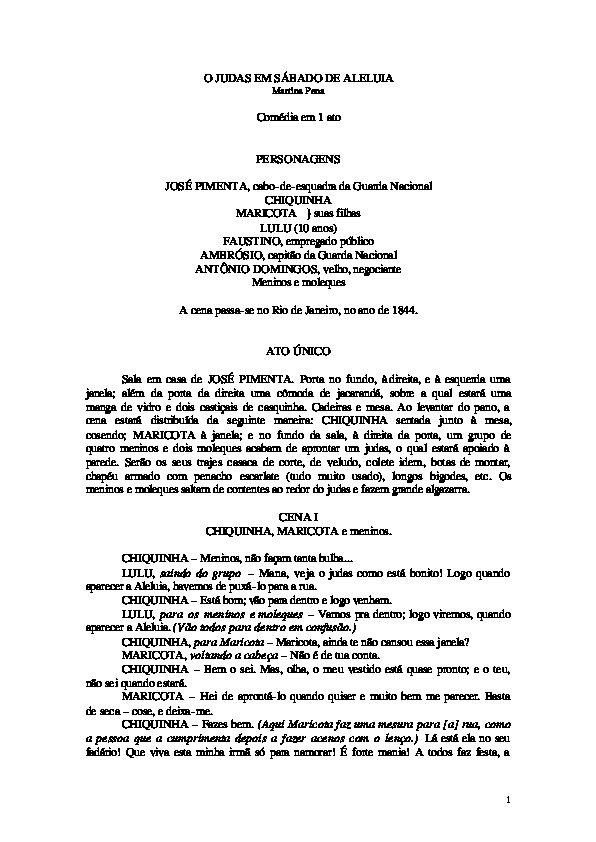 O JUDAS EM SÁBADO DE ALELUIA
Martins Pena
Comédia em 1 ato
PERSONAGENS
JOSÉ PIMENTA, cabo-de-esquadra da Guarda Nacional
CHIQUINHA
MARICOTA } suas filhas
LULU (10 anos)
FAUSTINO, empregado público
AMBRÓSIO, capitão da Guarda Nacional
ANTÔNIO DOMINGOS, velho, negociante
Meninos e moleques
A cena passa-se no Rio de Janeiro, no ano de 1844.
ATO ÚNICO
Sala em casa de JOSÉ PIMENTA. Porta no fundo, à direita, e à esquerda uma
janela; além da porta da direita uma cômoda de jacarandá, sobre a qual estará uma
manga de vidro e dois castiçais de casquinha. Cadeiras e mesa. Ao levantar do pano, a
cena estará distribuída da seguinte maneira: CHIQUINHA sentada junto à mesa,
cosendo; MARICOTA à janela; e no fundo da sala, à direita da porta, um grupo de
quatro meninos e dois moleques acabam de aprontar um judas, o qual estará apoiado à
parede. Serão os seus trajes casaca de corte, de veludo, colete idem, botas de montar,
chapéu armado com penacho escarlate (tudo muito usado), longos bigodes, etc. Os
meninos e moleques saltam de contentes ao redor do judas e fazem grande algazarra.
CENA I
CHIQUINHA, MARICOTA e meninos.
CHIQUINHA – Meninos, não façam tanta bulha...
LULU, saindo do grupo – Mana, veja o judas como está bonito! Logo quando
aparecer a Aleluia, havemos de puxá-lo para a rua.
CHIQUINHA – Está bom; vão para dentro e logo venham.
LULU, para os meninos e moleques – Vamos pra dentro; logo viremos, quando
aparecer a Aleluia. (Vão todos para dentro em confusão.)
CHIQUINHA, para Maricota – Maricota, ainda te não cansou essa janela?
MARICOTA, voltando a cabeça – Não é de tua conta.
CHIQUINHA – Bem o sei. Mas, olha, o meu vestido está quase pronto; e o teu,
não sei quando estará.
MARICOTA – Hei de aprontá-lo quando quiser e muito bem me parecer. Basta
de seca – cose, e deixa-me.
CHIQUINHA – Fazes bem. (Aqui Maricota faz uma mesura para [a] rua, como
a pessoa que a cumprimenta depois a fazer acenos com o lenço.) Lá está ela no seu
fadário! Que viva esta minha irmã só para namorar! É forte mania! A todos faz festa, a
1